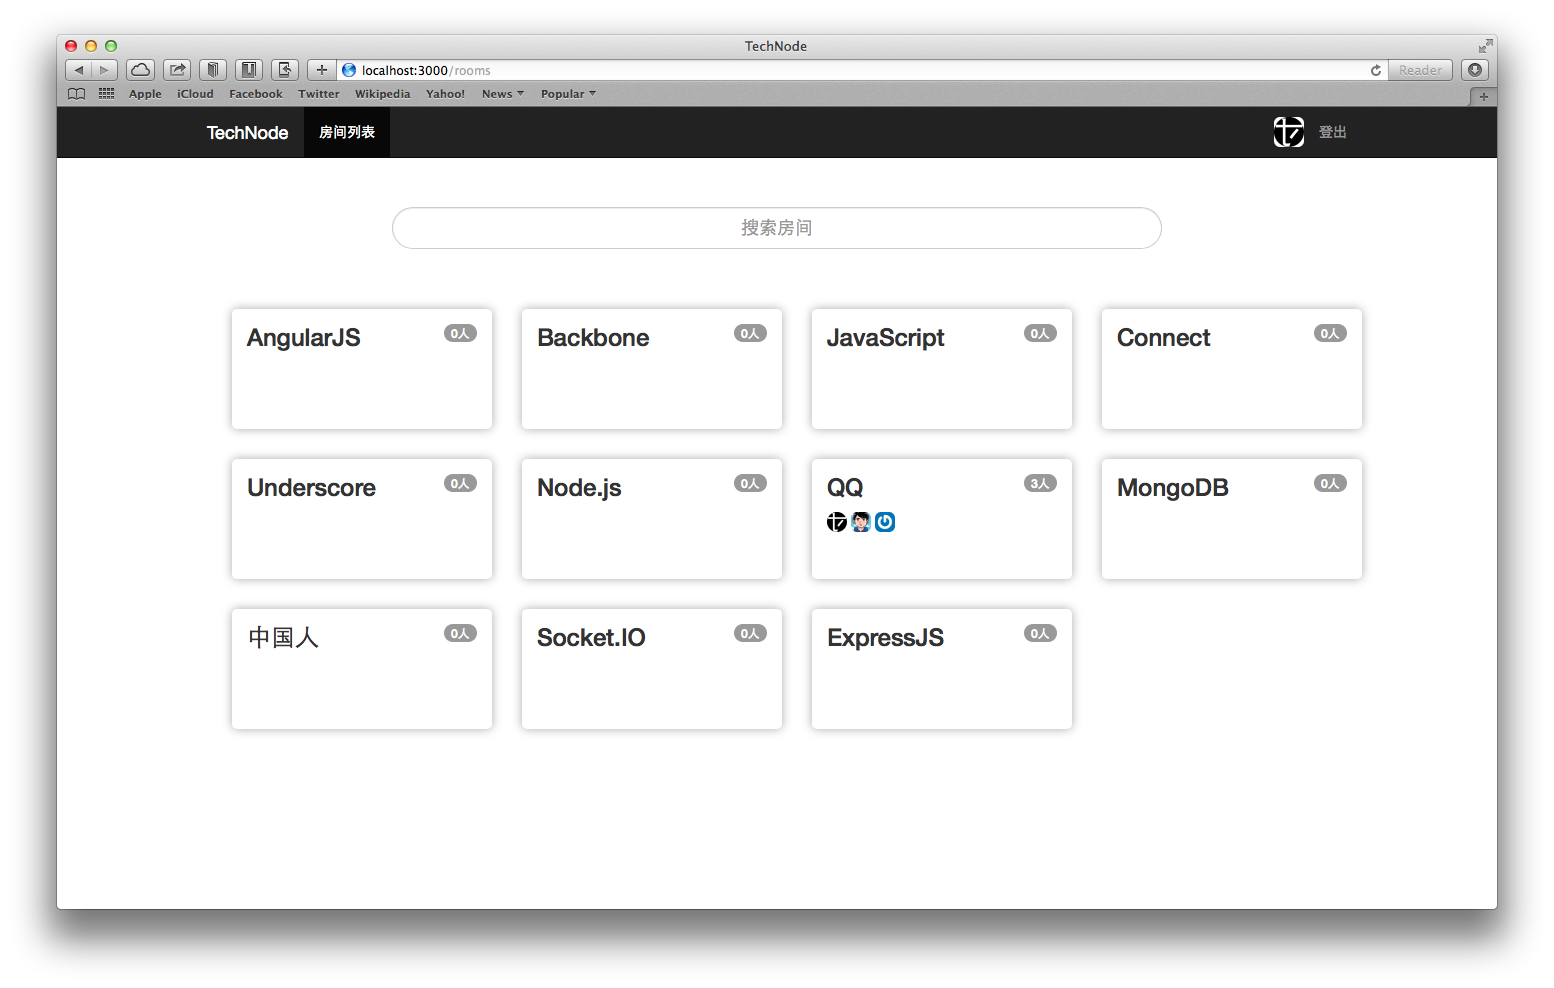 TechNode
localhost:3000/rooms
Reader
Apple iCloud Facebook Twitter Wikipedia Yahoo! News Popular
TechNode 房间列表 登出
搜索房间
AngularJS 0人
Backbone 0人
JavaScript 0人
Connect 0人
Underscore 0人
Node.js 0人
QQ 3人
MongoDB 0人
中国人 0人
Socket.IO 0人
ExpressJS 0人